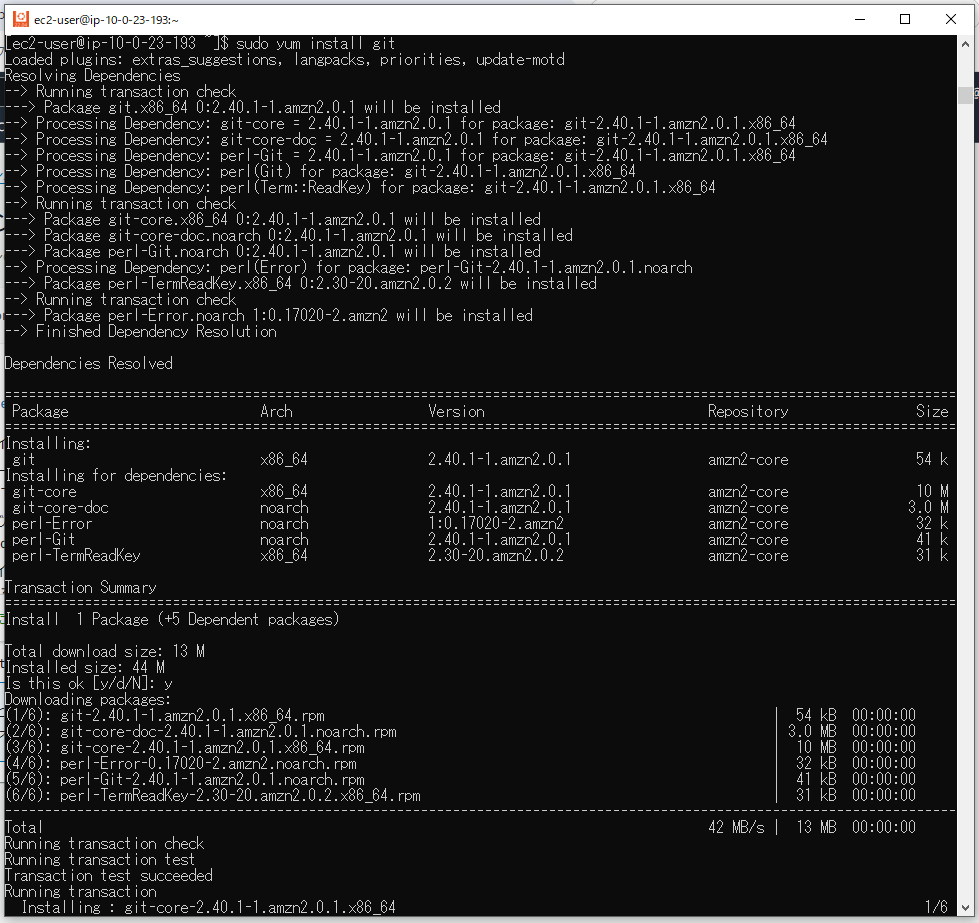 ec2-user@ip-10-0-23-193:~
[ec2-user@ip-10-0-23-193 ~]$ sudo yum install git
Loaded plugins: extras_suggestions, langpacks, priorities, update-motd
Resolving Dependencies
--> Running transaction check
---> Package git.x86_64 0:2.40.1-1.amzn2.0.1 will be installed
--> Processing Dependency: git-core = 2.40.1-1.amzn2.0.1 for package: git-2.40.1-1.amzn2.0.1.x86_64
--> Processing Dependency: git-core-doc = 2.40.1-1.amzn2.0.1 for package: git-2.40.1-1.amzn2.0.1.x86_64
--> Processing Dependency: perl-Git = 2.40.1-1.amzn2.0.1 for package: git-2.40.1-1.amzn2.0.1.x86_64
--> Processing Dependency: perl(Git) for package: git-2.40.1-1.amzn2.0.1.x86_64
--> Processing Dependency: perl(Term::ReadKey) for package: git-2.40.1-1.amzn2.0.1.x86_64
--> Running transaction check
---> Package git-core.x86_64 0:2.40.1-1.amzn2.0.1 will be installed
---> Package git-core-doc.noarch 0:2.40.1-1.amzn2.0.1 will be installed
---> Package perl-Git.noarch 0:2.40.1-1.amzn2.0.1 will be installed
--> Processing Dependency: perl(Error) for package: perl-Git-2.40.1-1.amzn2.0.1.noarch
---> Package perl-TermReadKey.x86_64 0:2.30-20.amzn2.0.2 will be installed
--> Running transaction check
---> Package perl-Error.noarch 1:0.17020-2.amzn2 will be installed
--> Finished Dependency Resolution
Dependencies Resolved
Package Arch Version Repository Size
Installing:
git x86_64 2.40.1-1.amzn2.0.1 amzn2-core 54 k
Installing for dependencies:
git-core x86_64 2.40.1-1.amzn2.0.1 amzn2-core 10 M
git-core-doc noarch 2.40.1-1.amzn2.0.1 amzn2-core 3.0 M
perl-Error noarch 1:0.17020-2.amzn2 amzn2-core 32 k
perl-Git noarch 2.40.1-1.amzn2.0.1 amzn2-core 41 k
perl-TermReadKey x86_64 2.30-20.amzn2.0.2 amzn2-core 31 k
Transaction Summary
Install 1 Package (+5 Dependent packages)
Total download size: 13 M
Installed size: 44 M
Is this ok [y/d/N]: y
Downloading packages:
(1/6): git-2.40.1-1.amzn2.0.1.x86_64.rpm | 54 kB 00:00:00
(2/6): git-core-doc-2.40.1-1.amzn2.0.1.noarch.rpm | 3.0 MB 00:00:00
(3/6): git-core-2.40.1-1.amzn2.0.1.x86_64.rpm | 10 MB 00:00:00
(4/6): perl-Error-0.17020-2.amzn2.noarch.rpm | 32 kB 00:00:00
(5/6): perl-Git-2.40.1-1.amzn2.0.1.noarch.rpm | 41 kB 00:00:00
(6/6): perl-TermReadKey-2.30-20.amzn2.0.2.x86_64.rpm | 31 kB 00:00:00
Total 42 MB/s | 13 MB 00:00:00
Running transaction check
Running transaction test
Transaction test succeeded
Running transaction
Installing : git-core-2.40.1-1.amzn2.0.1.x86_64 1/6